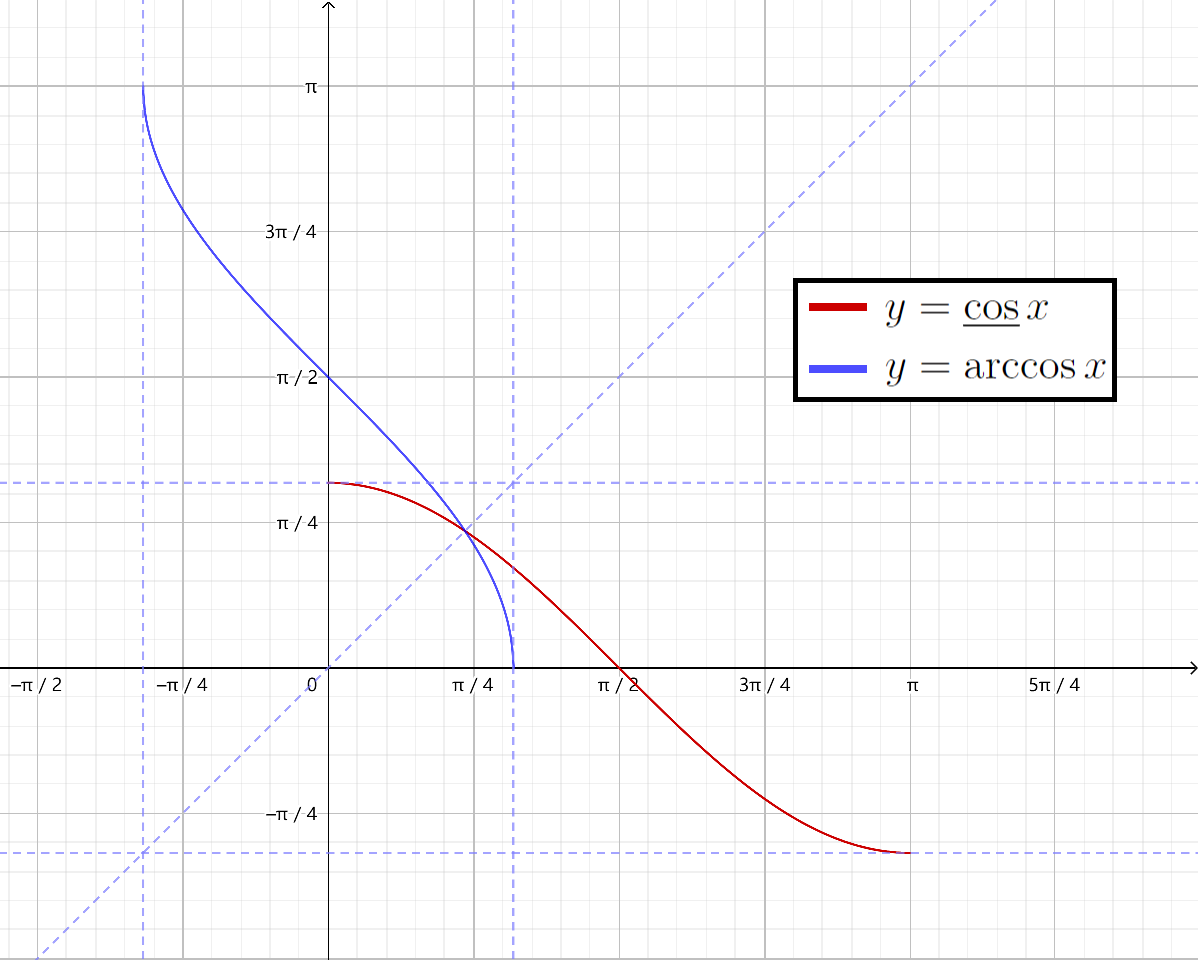 π
3π / 4
π / 2
π / 4
−π / 2
−π / 4
0
π / 4
π / 2
3π / 4
π
5π / 4
−π / 4
y = cos x
y = arccos x